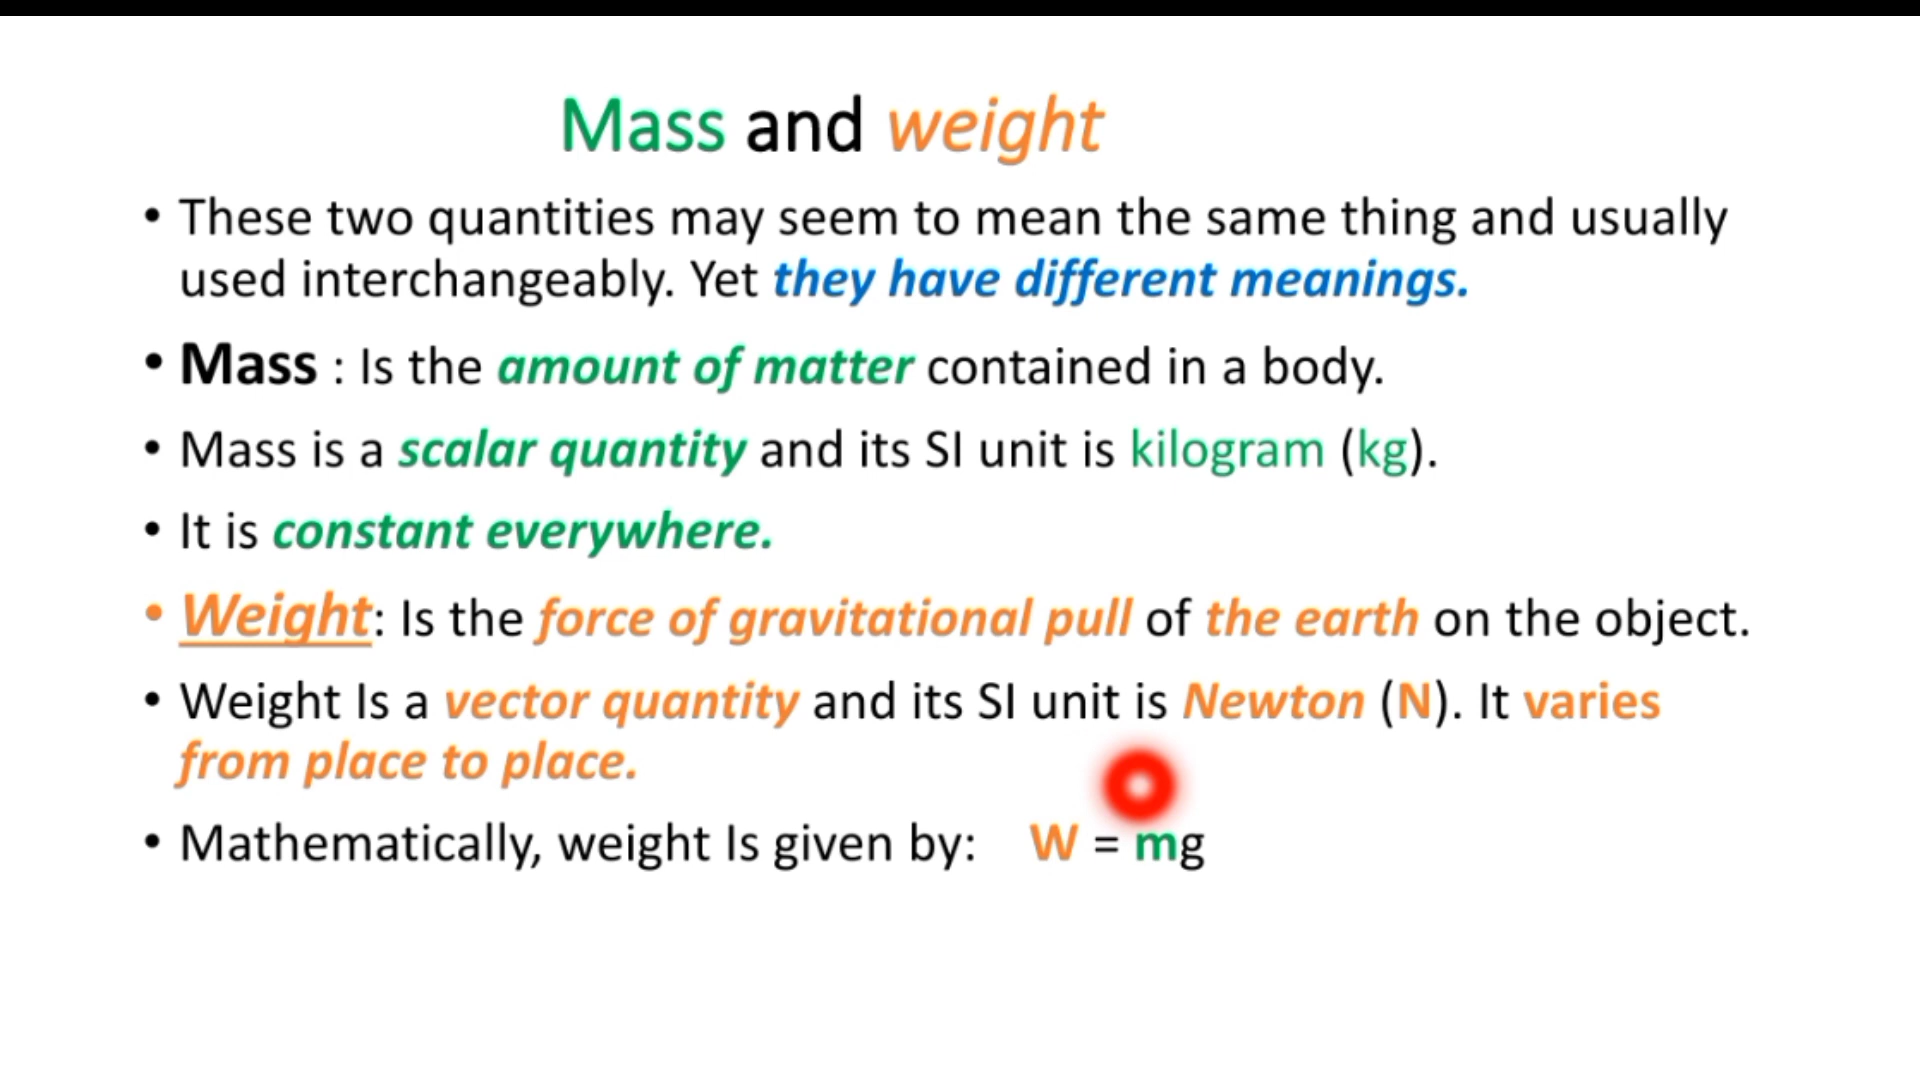 Mass and weight
• These two quantities may seem to mean the same thing and usually
used interchangeably. Yet they have different meanings.
• Mass : Is the amount of matter contained in a body.
• Mass is a scalar quantity and its SI unit is kilogram (kg).
• It is constant everywhere.
• Weight: Is the force of gravitational pull of the earth on the object.
• Weight Is a vector quantity and its SI unit is Newton (N). It varies
from place to place.
• Mathematically, weight Is given by: W = mg